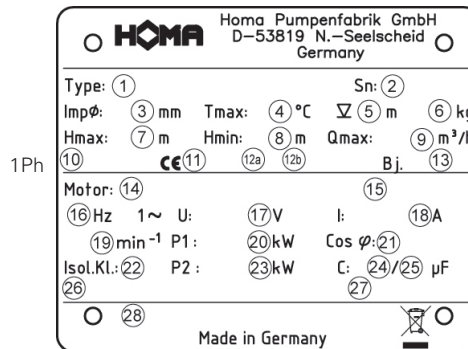 HOMA Homa Pumpenfabrik GmbH
D-53819 N.-Seelscheid
Germany
Type: 1 Sn: 2
Impø: 3 mm Tmax: 4 °C ∇ 5 m 6 kg
Hmax: 7 m Hmin: 8 m Qmax: 9 m³/h
1Ph
10 CE 11 12a 12b Bj. 13
Motor: 14 15
16 Hz 1~ U: 17 V I: 18 A
19 min⁻¹ P1: 20 kW Cos φ: 21
Isol.Kl.: 22 P2: 23 kW C: 24/25 µF
26 27
28
Made in Germany